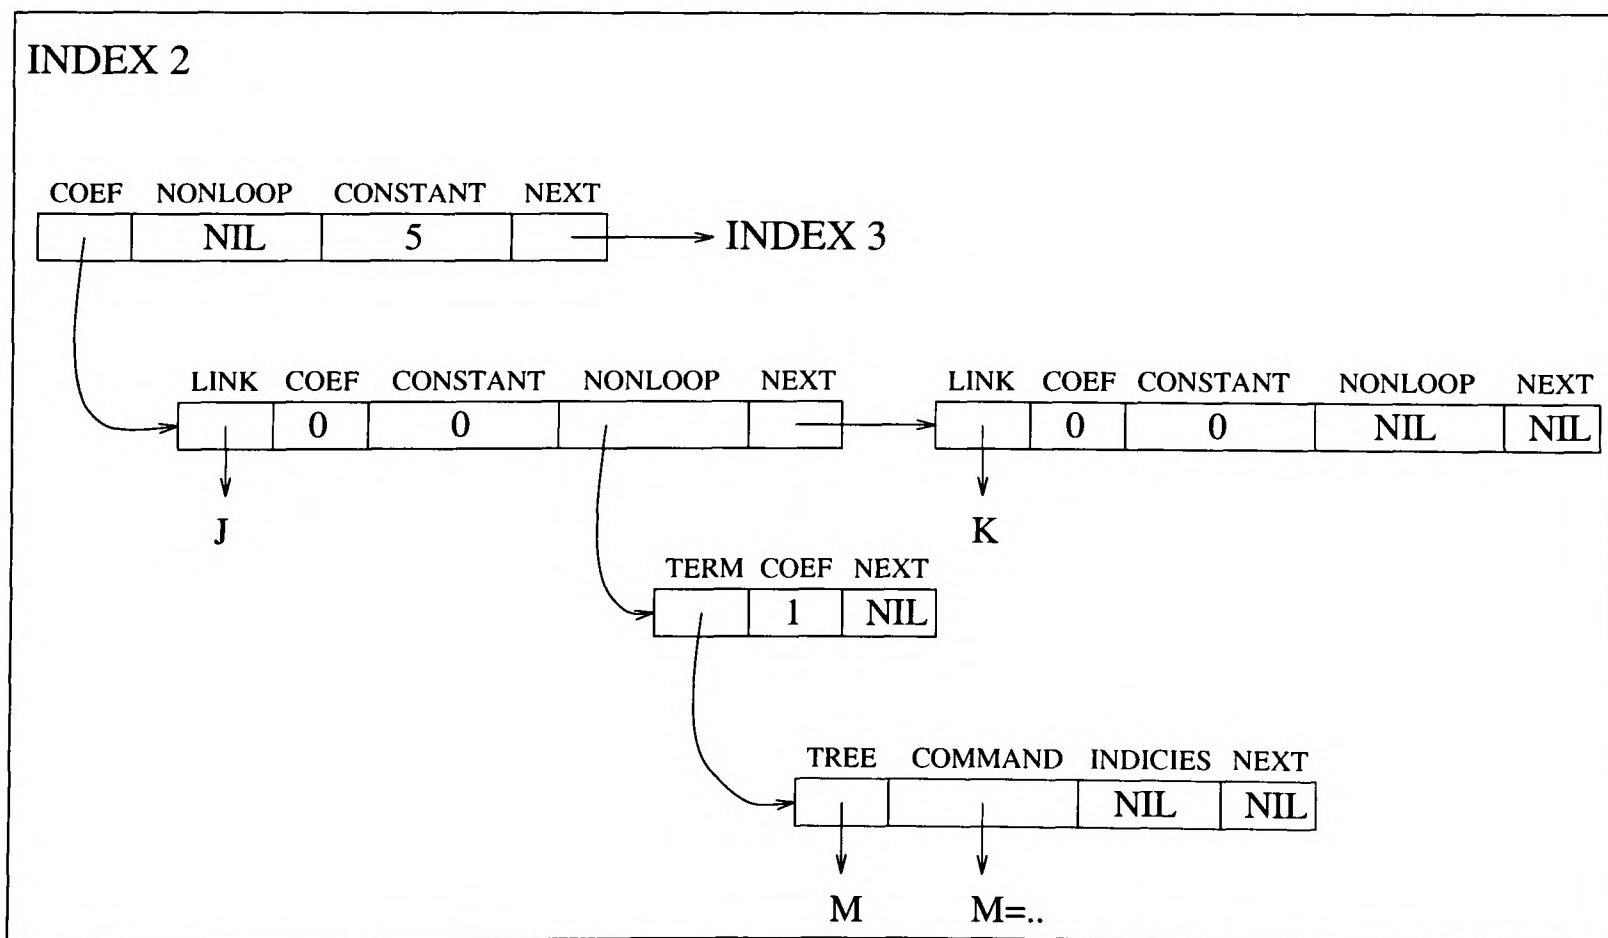 INDEX 2
COEF NONLOOP CONSTANT NEXT
NIL 5 INDEX 3
LINK COEF CONSTANT NONLOOP NEXT LINK COEF CONSTANT NONLOOP NEXT
0 0 0 0 NIL NIL
J K
TERM COEF NEXT
1 NIL
TREE COMMAND INDICIES NEXT
NIL NIL
M M=..